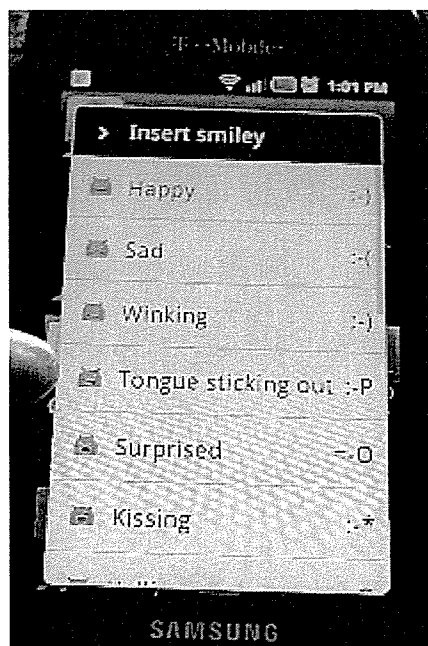 T··Mobile
1:01 PM
> Insert smiley
Happy :-)
Sad :-(
Winking ;-)
Tongue sticking out :-P
Surprised =-O
Kissing :-*
SAMSUNG